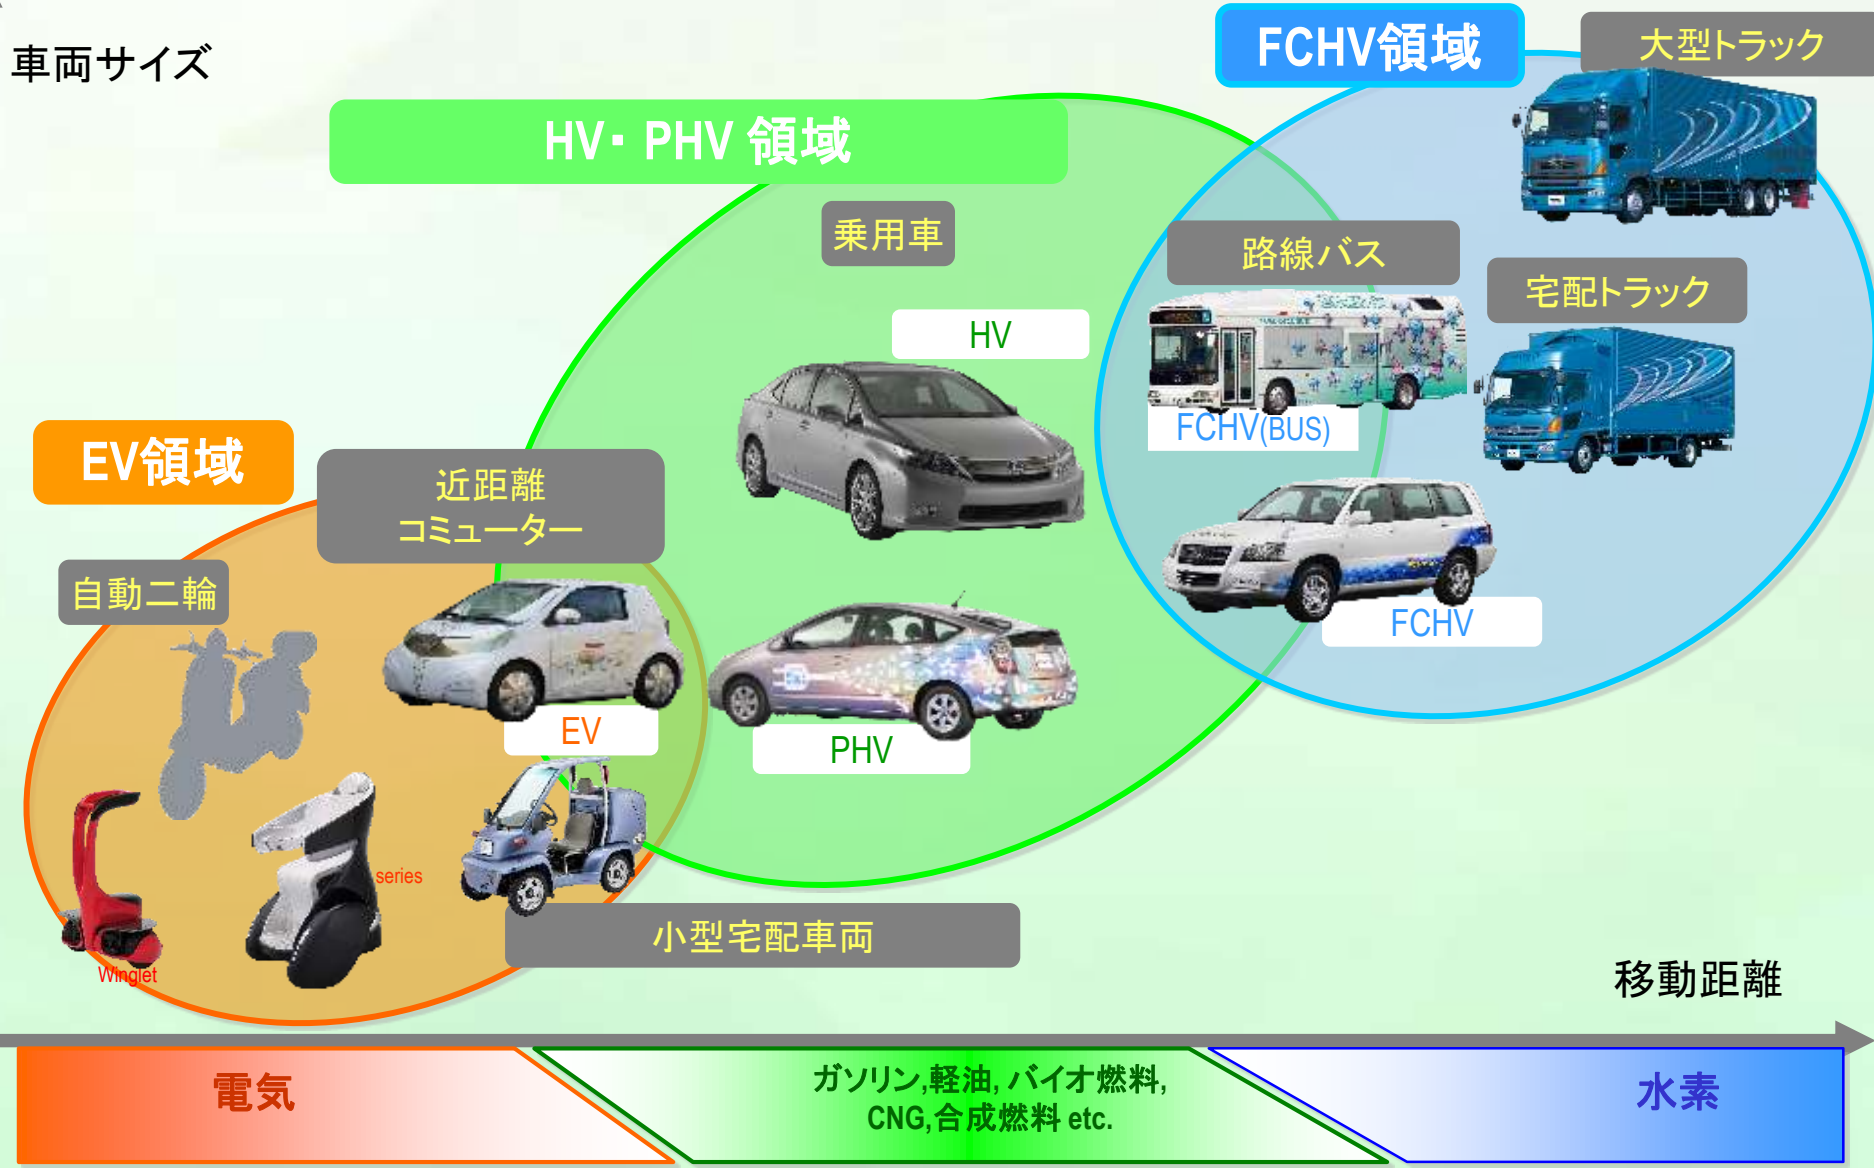 車両サイズ
FCHV領域
大型トラック
HV・PHV 領域
乗用車
路線バス
宅配トラック
HV
FCHV(BUS)
EV領域
近距離
コミューター
自動二輪
FCHV
EV
PHV
series
小型宅配車両
Winglet
移動距離
電気
ガソリン,軽油,バイオ燃料,
CNG,合成燃料 etc.
水素